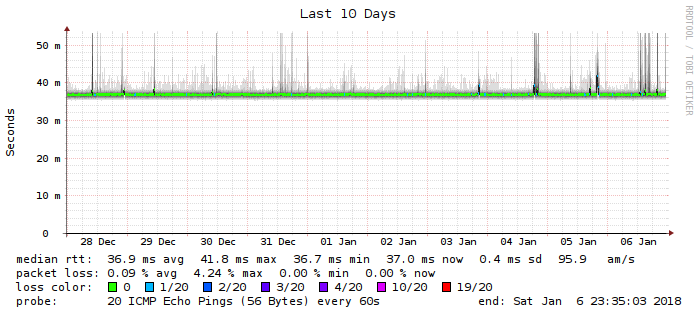 Last 10 Days
RRDTOOL / TOBI OETIKER
Seconds
50 m
40 m
30 m
20 m
10 m
0
28 Dec 29 Dec 30 Dec 31 Dec 01 Jan 02 Jan 03 Jan 04 Jan 05 Jan 06 Jan
median rtt: 36.9 ms avg 41.8 ms max 36.7 ms min 37.0 ms now 0.4 ms sd 95.9 am/s
packet loss: 0.09 % avg 4.24 % max 0.00 % min 0.00 % now
loss color: 0 1/20 2/20 3/20 4/20 10/20 19/20
probe: 20 ICMP Echo Pings (56 Bytes) every 60s end: Sat Jan 6 23:35:03 2018